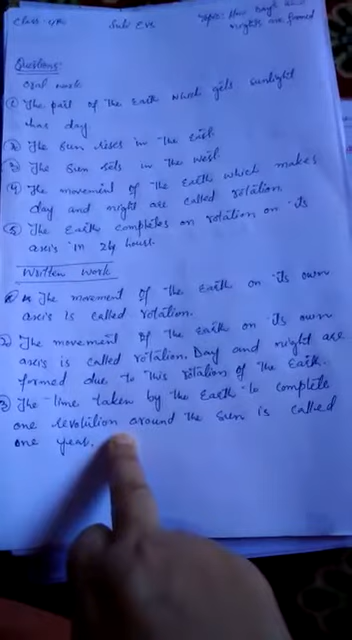 Class-4th Sub: Evs Topic: How Days and
nights are formed
Questions:
Oral work
① The part of the Earth which gets sunlight
has day.
② The Sun rises in the East
③ The Sun sets in the west
④ The movement of the Earth which makes
day and night are called rotation.
⑤ The Earth completes on rotation on its
axis in 24 hours.
Written Work
The movement of the Earth on its own
axis is called rotation.
② The movement of the earth on its own
axis is called rotation. Day and night are
formed due to this rotation of the Earth.
③ The time taken by the Earth to complete
one revolution around the Sun is called
one year.